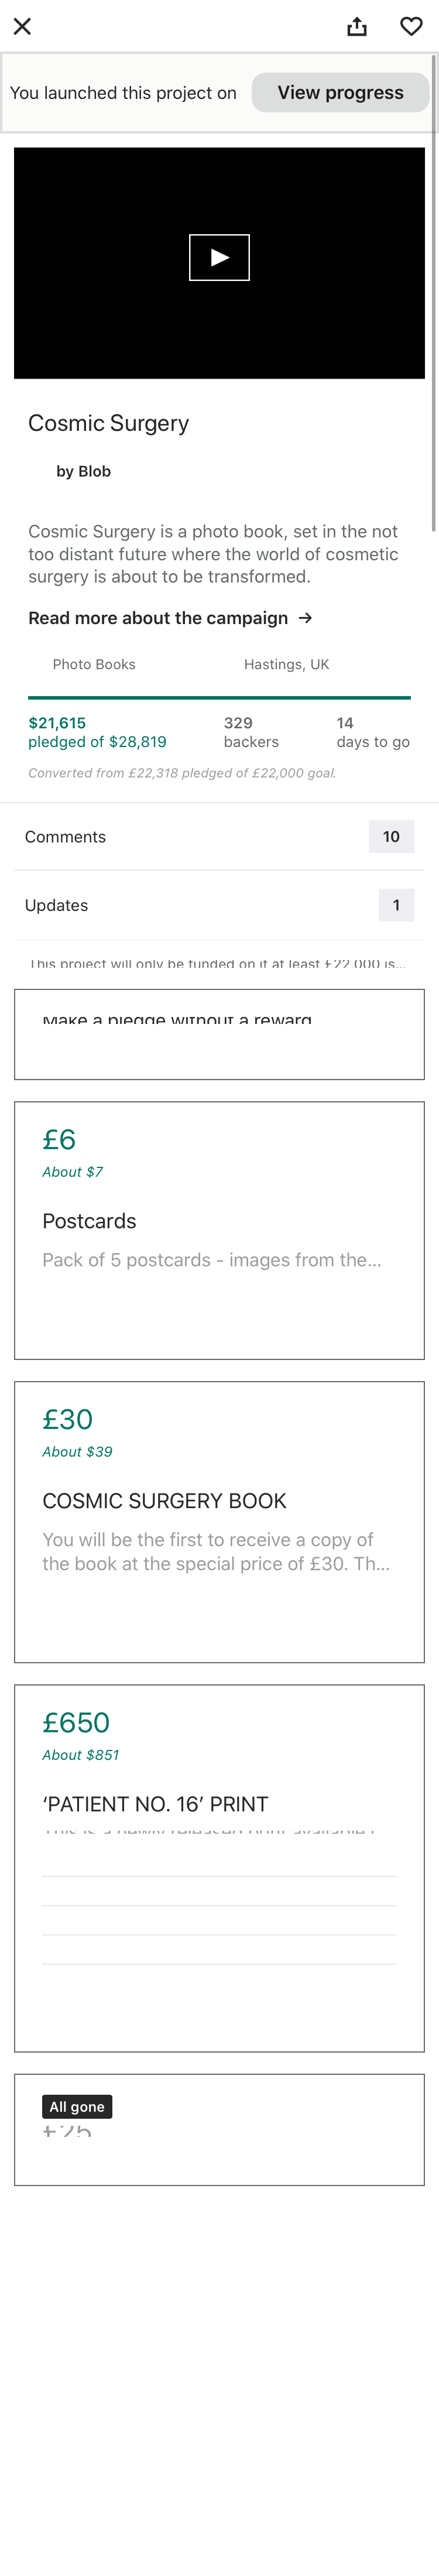 You launched this project on
View progress
Cosmic Surgery
by Blob
Cosmic Surgery is a photo book, set in the not
too distant future where the world of cosmetic
surgery is about to be transformed.
Read more about the campaign →
Photo Books Hastings, UK
$21,615 329 14
pledged of $28,819 backers days to go
Converted from £22,318 pledged of £22,000 goal.
Comments 10
Updates 1
This project will only be funded on if at least £22,000 is...
Make a pledge without a reward
£6
About $7
Postcards
Pack of 5 postcards - images from the...
£30
About $39
COSMIC SURGERY BOOK
You will be the first to receive a copy of
the book at the special price of £30. Th...
£650
About $851
‘PATIENT NO. 16’ PRINT
This is a newly released print available f
All gone
£25